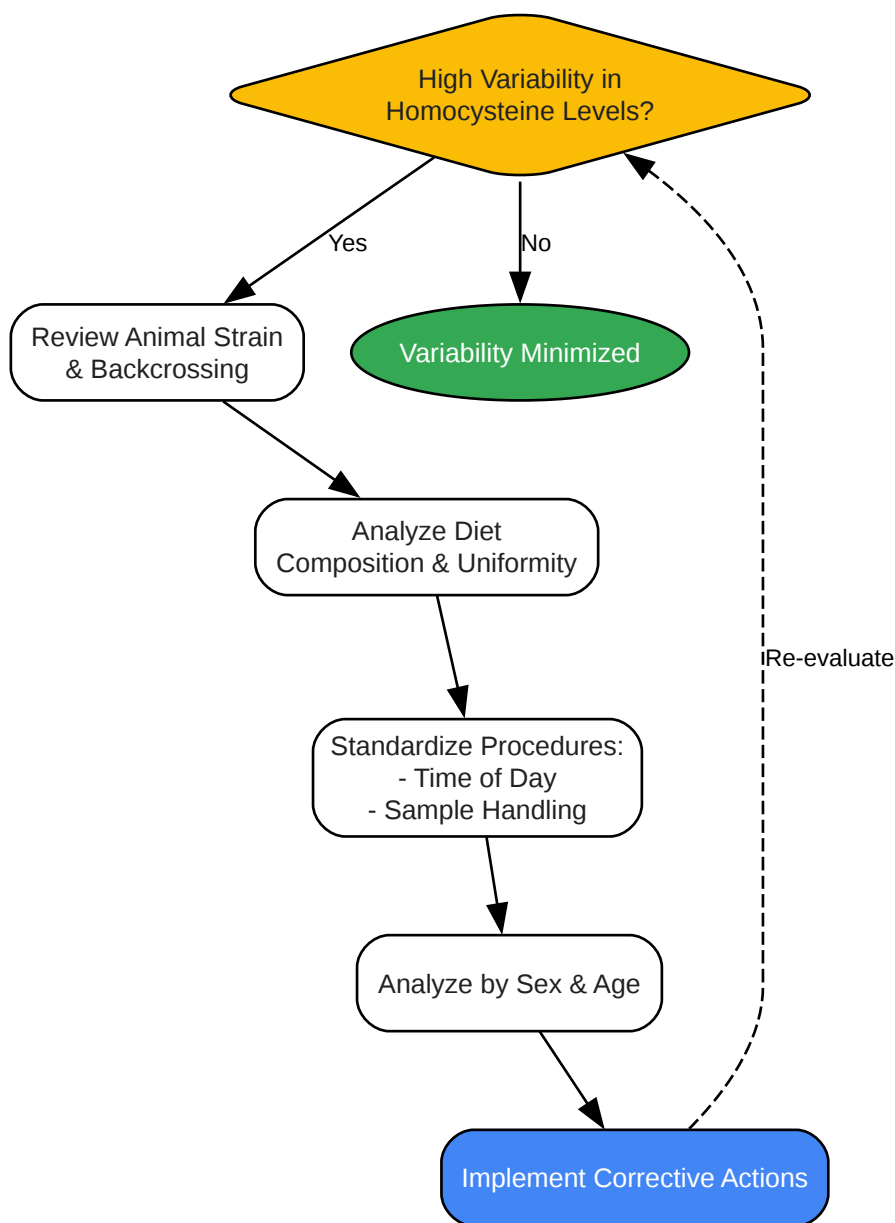 High Variability in
Homocysteine Levels?
Yes
No
Review Animal Strain
& Backcrossing
Variability Minimized
Analyze Diet
Composition & Uniformity
Re-evaluate
Standardize Procedures:
- Time of Day
- Sample Handling
Analyze by Sex & Age
Implement Corrective Actions